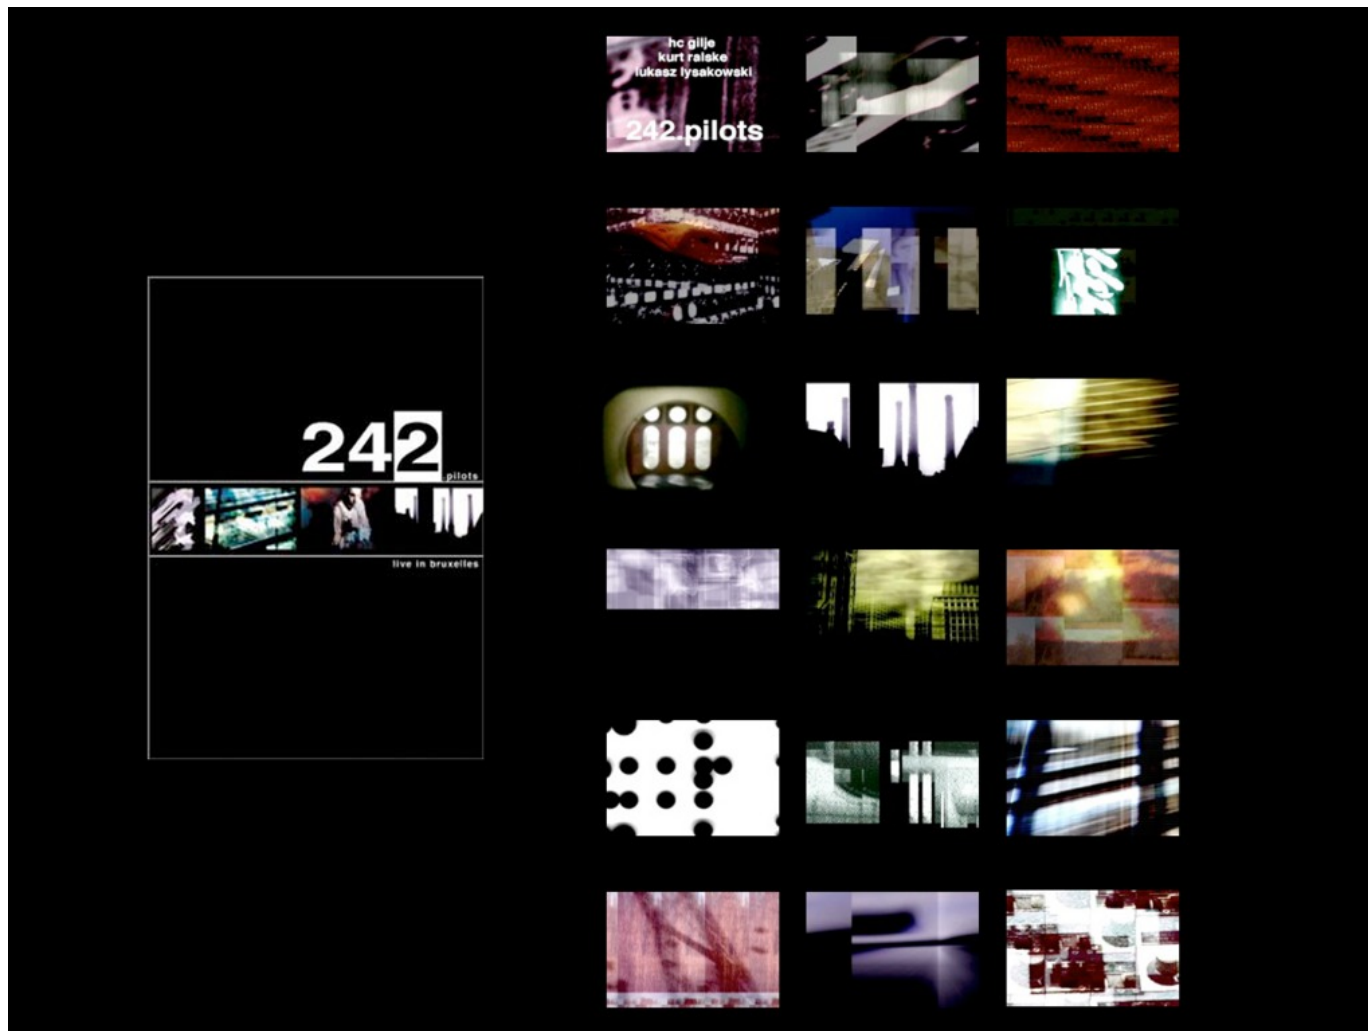 242
.pilots
live in bruxelles
hc gilje
kurt ralske
lukasz lysakowski
242.pilots